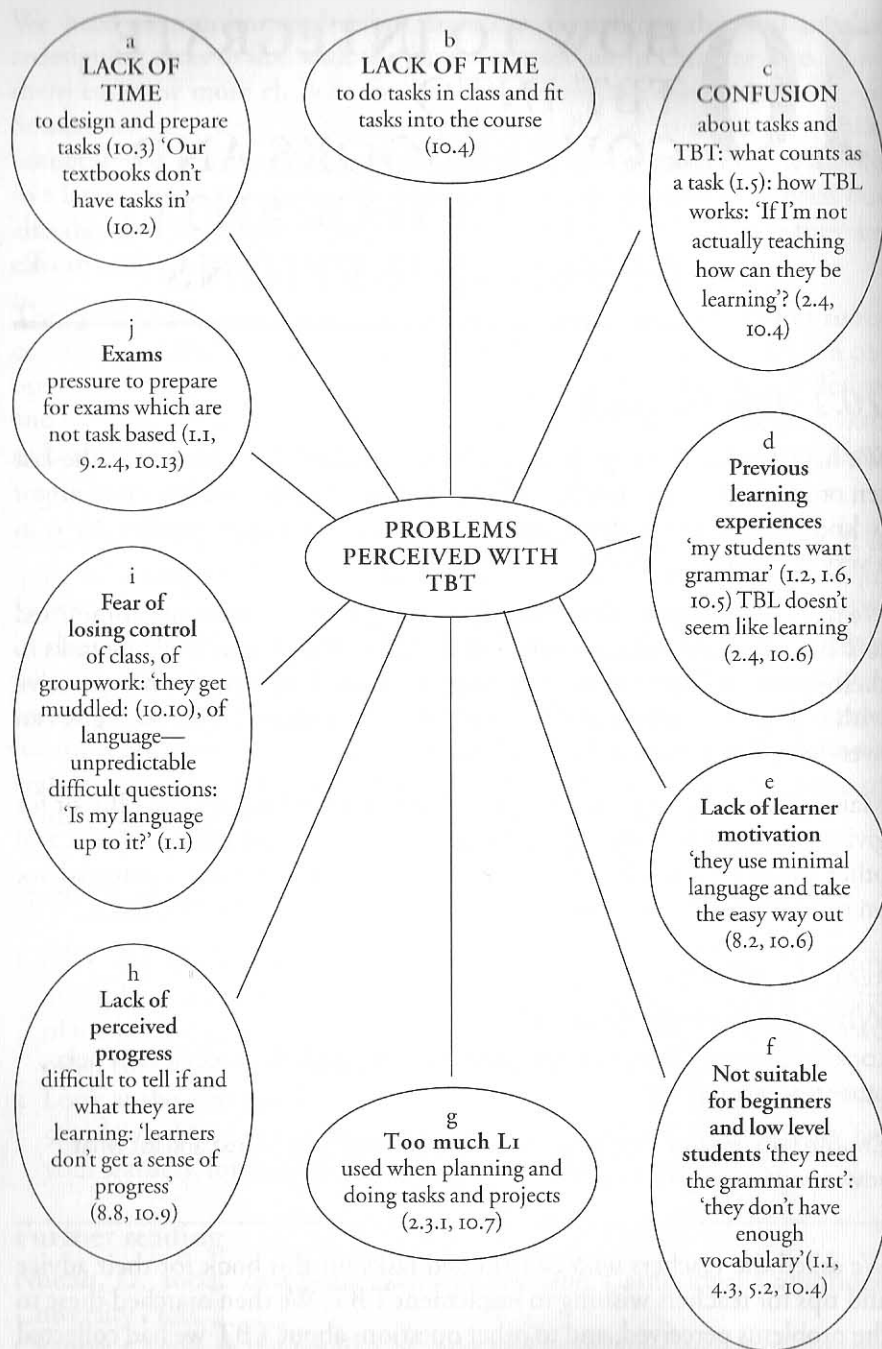 a
LACK OF
TIME
to design and prepare
tasks (10.3) ‘Our
textbooks don’t
have tasks in’
(10.2)
b
LACK OF TIME
to do tasks in class and fit
tasks into the course
(10.4)
c
CONFUSION
about tasks and
TBT: what counts as
a task (1.5): how TBL
works: ‘If I’m not
actually teaching
how can they be
learning’? (2.4,
10.4)
j
Exams
pressure to prepare
for exams which are
not task based (1.1,
9.2.4, 10.13)
d
Previous
learning
experiences
‘my students want
grammar’ (1.2, 1.6,
10.5) TBL doesn’t
seem like learning’
(2.4, 10.6)
PROBLEMS
PERCEIVED WITH
TBT
i
Fear of
losing control
of class, of
groupwork: ‘they get
muddled: (10.10), of
language—
unpredictable
difficult questions:
‘Is my language
up to it?’ (1.1)
e
Lack of learner
motivation
‘they use minimal
language and take
the easy way out
(8.2, 10.6)
h
Lack of
perceived
progress
difficult to tell if and
what they are
learning: ‘learners
don’t get a sense of
progress’
(8.8, 10.9)
g
Too much L1
used when planning and
doing tasks and projects
(2.3.1, 10.7)
f
Not suitable
for beginners
and low level
students ‘they need
the grammar first’:
‘they don’t have
enough
vocabulary’(1.1,
4.3, 5.2, 10.4)